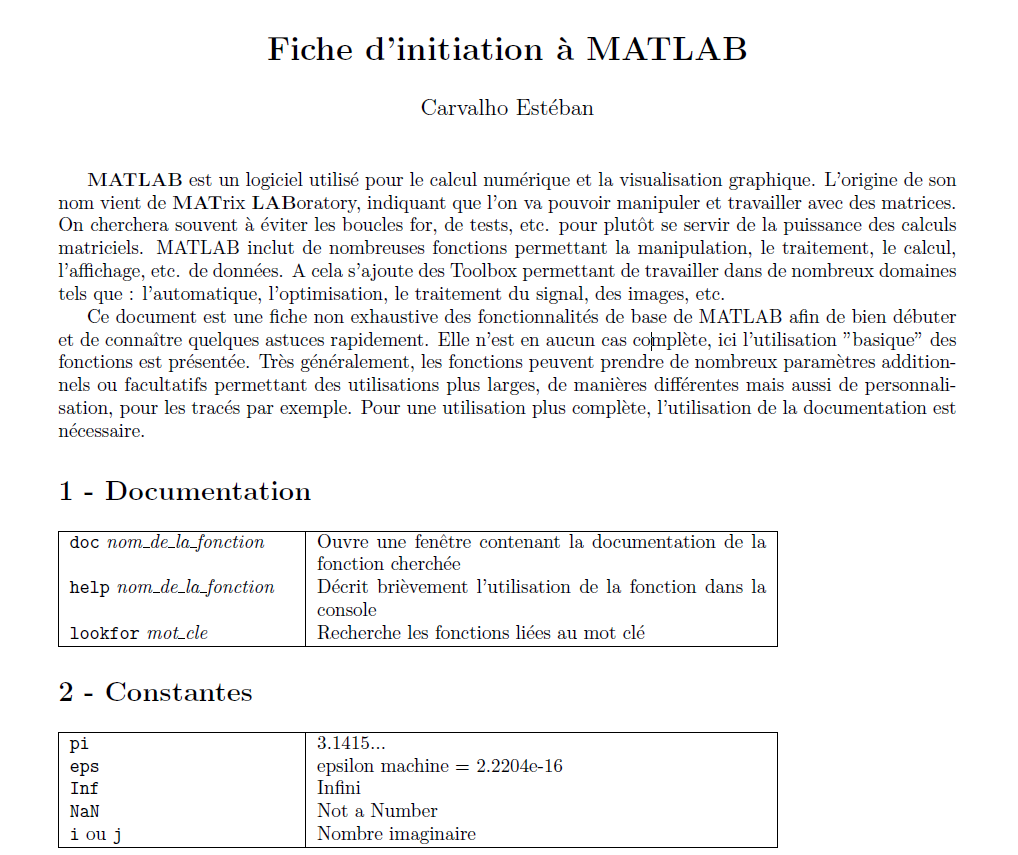 Fiche d'initiation à MATLAB
Carvalho Estéban
MATLAB est un logiciel utilisé pour le calcul numérique et la visualisation graphique. L'origine de son
nom vient de MATrix LABoratory, indiquant que l'on va pouvoir manipuler et travailler avec des matrices.
On cherchera souvent à éviter les boucles for, de tests, etc. pour plutôt se servir de la puissance des calculs
matriciels. MATLAB inclut de nombreuses fonctions permettant la manipulation, le traitement, le calcul,
l'affichage, etc. de données. A cela s'ajoute des Toolbox permettant de travailler dans de nombreux domaines
tels que : l'automatique, l'optimisation, le traitement du signal, des images, etc.
Ce document est une fiche non exhaustive des fonctionnalités de base de MATLAB afin de bien débuter
et de connaître quelques astuces rapidement. Elle n'est en aucun cas complète, ici l'utilisation "basique" des
fonctions est présentée. Très généralement, les fonctions peuvent prendre de nombreux paramètres addition-
nels ou facultatifs permettant des utilisations plus larges, de manières différentes mais aussi de personnali-
sation, pour les tracés par exemple. Pour une utilisation plus complète, l'utilisation de la documentation est
nécessaire.
1 - Documentation
doc nom_de_la_fonction Ouvre une fenêtre contenant la documentation de la
fonction cherchée
help nom_de_la_fonction Décrit brièvement l'utilisation de la fonction dans la
console
lookfor mot_cle Recherche les fonctions liées au mot clé
2 - Constantes
pi 3.1415...
eps epsilon machine = 2.2204e-16
Inf Infini
NaN Not a Number
i ou j Nombre imaginaire